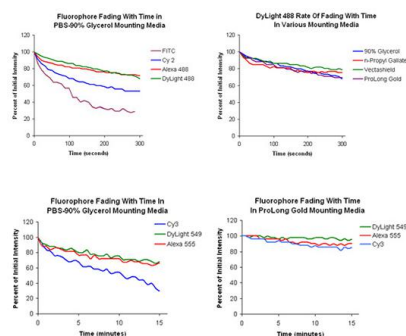 Fluorophore Fading With Time in
PBS-90% Glycerol Mounting Media
Percent of Initial Intensity
120
100
80
60
40
20
0
0
100
200
300
Time (seconds)
FITC
Cy 2
Alexa 488
DyLight 488
DyLight 488 Rate Of Fading With Time
In Various Mounting Media
Percent of Initial Intensity
120
100
80
60
40
20
0
0
100
200
300
Time (seconds)
90% Glycerol
n-Propyl Gallate
Vectashield
ProLong Gold
Fluorophore Fading With Time In
PBS-90% Glycerol Mounting Media
Percent of Initial Intensity
120
100
80
60
40
20
0
0
5
10
15
Time (minutes)
Cy3
DyLight 549
Alexa 555
Fluorophore Fading With Time
In ProLong Gold Mounting Media
Percent of Initial Intensity
120
100
80
60
40
20
0
0
5
10
15
Time (minutes)
DyLight 549
Alexa 555
Cy3